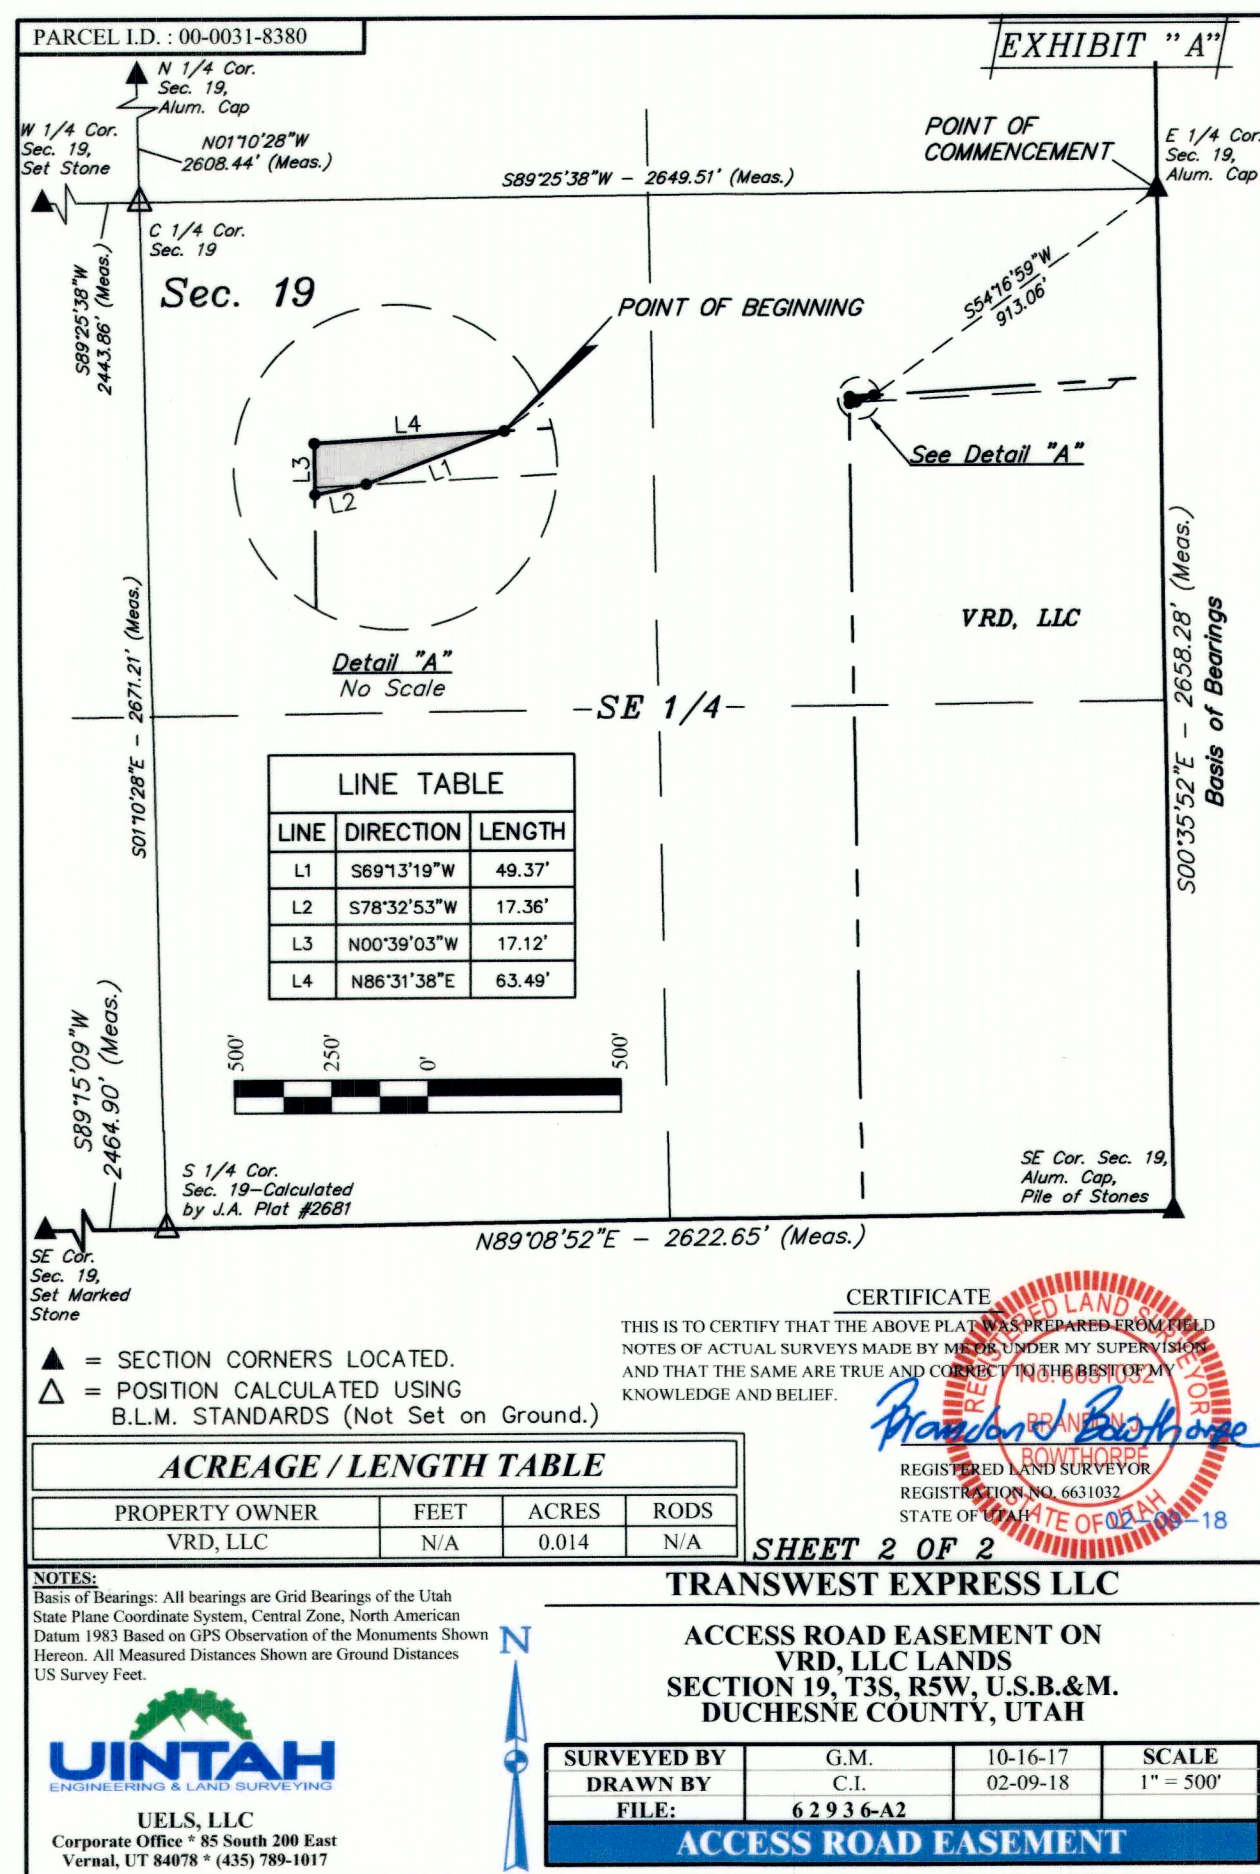 PARCEL I.D. : 00-0031-8380
EXHIBIT "A"
N 1/4 Cor.
Sec. 19,
Alum. Cap
W 1/4 Cor.
Sec. 19,
Set Stone
N01°10'28"W
2608.44' (Meas.)
S89°25'38"W - 2649.51' (Meas.)
POINT OF
COMMENCEMENT
E 1/4 Cor.
Sec. 19,
Alum. Cap
C 1/4 Cor.
Sec. 19
S89°25'38"W
2443.86' (Meas.)
Sec. 19
POINT OF BEGINNING
S54°16'59"W
913.06'
L4
L3
L1
L2
See Detail "A"
Detail "A"
No Scale
VRD, LLC
S01°10'28"E - 2671.21' (Meas.)
SE 1/4
S00°35'52"E - 2658.28' (Meas.)
Basis of Bearings
LINE TABLE
LINE DIRECTION LENGTH
L1 S69°13'19"W 49.37'
L2 S78°32'53"W 17.36'
L3 N00°39'03"W 17.12'
L4 N86°31'38"E 63.49'
500' 250' 0' 500'
S89°15'09"W
2464.90' (Meas.)
S 1/4 Cor.
Sec. 19-Calculated
by J.A. Plat #2681
SE Cor. Sec. 19,
Alum. Cap,
Pile of Stones
N89°08'52"E - 2622.65' (Meas.)
SE Cor.
Sec. 19,
Set Marked
Stone
▲ = SECTION CORNERS LOCATED.
△ = POSITION CALCULATED USING
B.L.M. STANDARDS (Not Set on Ground.)
CERTIFICATE
THIS IS TO CERTIFY THAT THE ABOVE PLAT WAS PREPARED FROM FIELD
NOTES OF ACTUAL SURVEYS MADE BY ME OR UNDER MY SUPERVISION
AND THAT THE SAME ARE TRUE AND CORRECT TO THE BEST OF MY
KNOWLEDGE AND BELIEF.
REGISTERED LAND SURVEYOR
No. 6631032
BRANDON J.
BOWTHORPE
STATE OF UTAH
Brandon J Bowthorpe
REGISTERED LAND SURVEYOR
REGISTRATION NO. 6631032
STATE OF UTAH
02-09-18
ACREAGE / LENGTH TABLE
PROPERTY OWNER FEET ACRES RODS
VRD, LLC N/A 0.014 N/A
SHEET 2 OF 2
NOTES:
Basis of Bearings: All bearings are Grid Bearings of the Utah
State Plane Coordinate System, Central Zone, North American
Datum 1983 Based on GPS Observation of the Monuments Shown
Hereon. All Measured Distances Shown are Ground Distances
US Survey Feet.
N
UINTAH
ENGINEERING & LAND SURVEYING
UELS, LLC
Corporate Office * 85 South 200 East
Vernal, UT 84078 * (435) 789-1017
TRANSWEST EXPRESS LLC
ACCESS ROAD EASEMENT ON
VRD, LLC LANDS
SECTION 19, T3S, R5W, U.S.B.&M.
DUCHESNE COUNTY, UTAH
SURVEYED BY G.M. 10-16-17 SCALE
DRAWN BY C.I. 02-09-18 1" = 500'
FILE: 6 2 9 3 6-A2
ACCESS ROAD EASEMENT